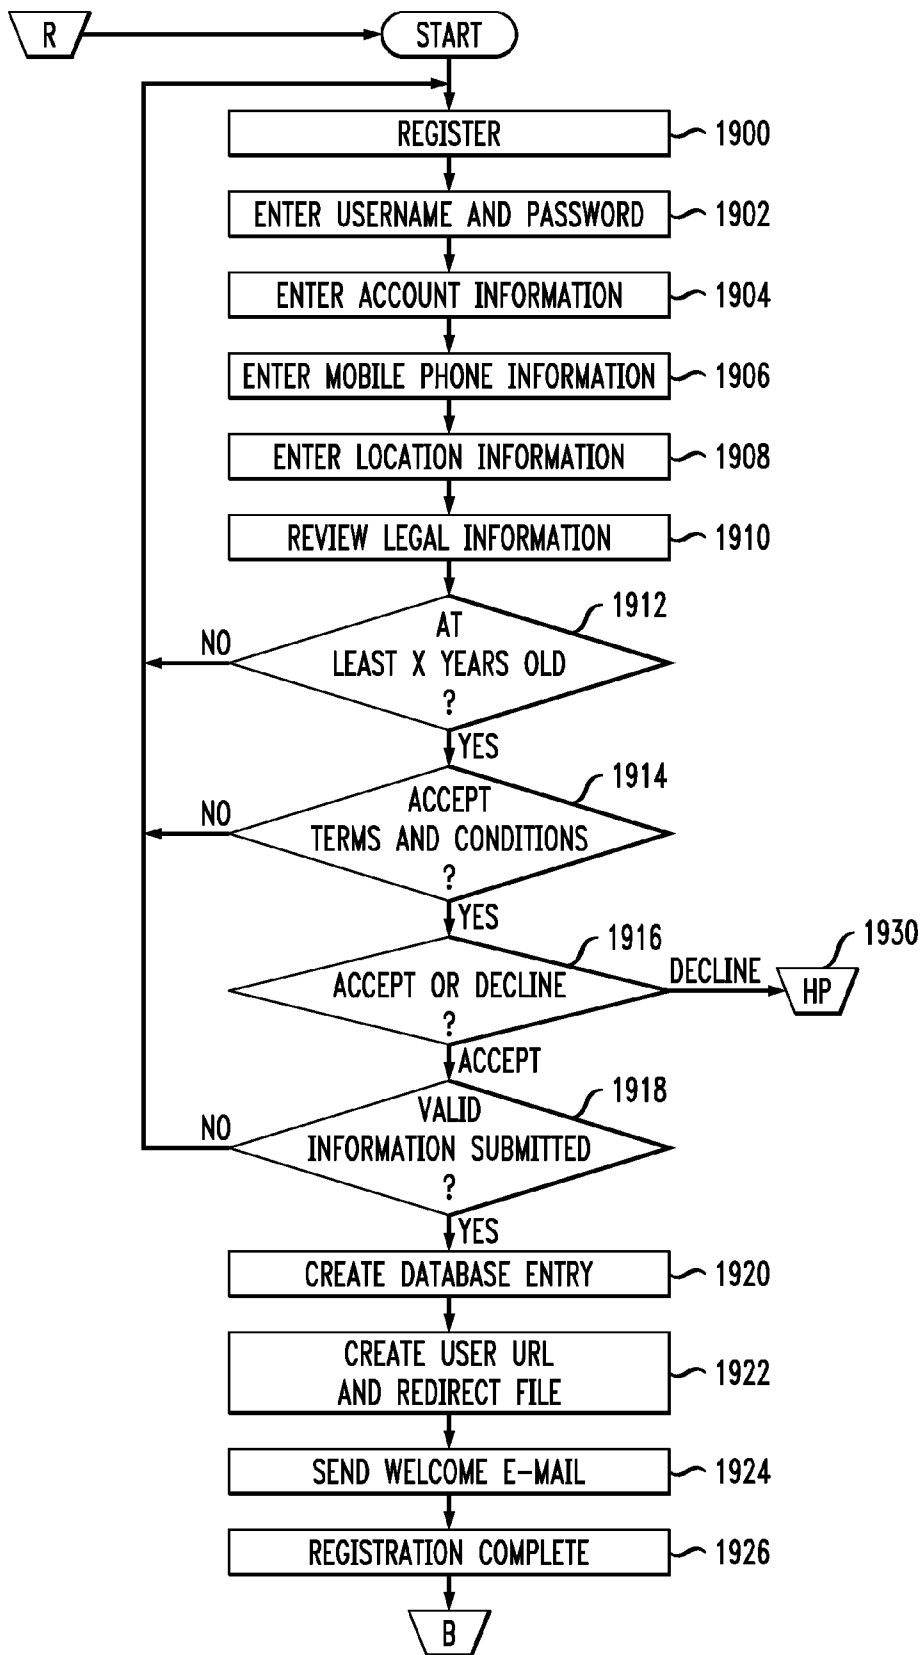 R
START
REGISTER
1900
ENTER USERNAME AND PASSWORD
1902
ENTER ACCOUNT INFORMATION
1904
ENTER MOBILE PHONE INFORMATION
1906
ENTER LOCATION INFORMATION
1908
REVIEW LEGAL INFORMATION
1910
1912
AT
LEAST X YEARS OLD
?
NO
YES
1914
ACCEPT
TERMS AND CONDITIONS
?
NO
YES
1916
ACCEPT OR DECLINE
?
DECLINE
1930
HP
ACCEPT
1918
VALID
INFORMATION SUBMITTED
?
NO
YES
CREATE DATABASE ENTRY
1920
CREATE USER URL
AND REDIRECT FILE
1922
SEND WELCOME E-MAIL
1924
REGISTRATION COMPLETE
1926
B